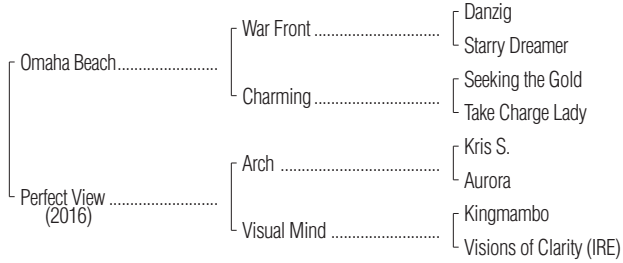 Danzig
War Front ..............................
Starry Dreamer
Omaha Beach........................
Seeking the Gold
Charming ..............................
Take Charge Lady
Kris S.
Arch ......................................
Aurora
Perfect View ..........................
(2016)
Kingmambo
Visual Mind ..........................
Visions of Clarity (IRE)